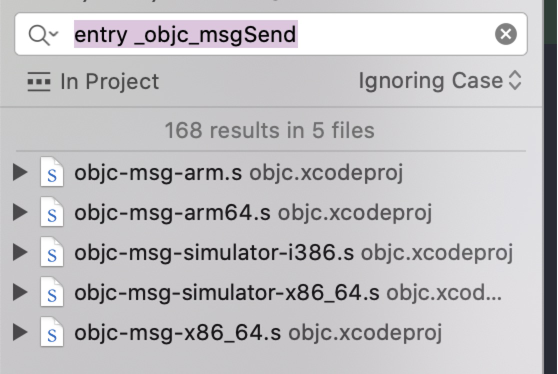 entry _objc_msgSend
In Project Ignoring Case
168 results in 5 files
S objc-msg-arm.s objc.xcodeproj
S objc-msg-arm64.s objc.xcodeproj
S objc-msg-simulator-i386.s objc.xcodeproj
S objc-msg-simulator-x86_64.s objc.xcod...
S objc-msg-x86_64.s objc.xcodeproj